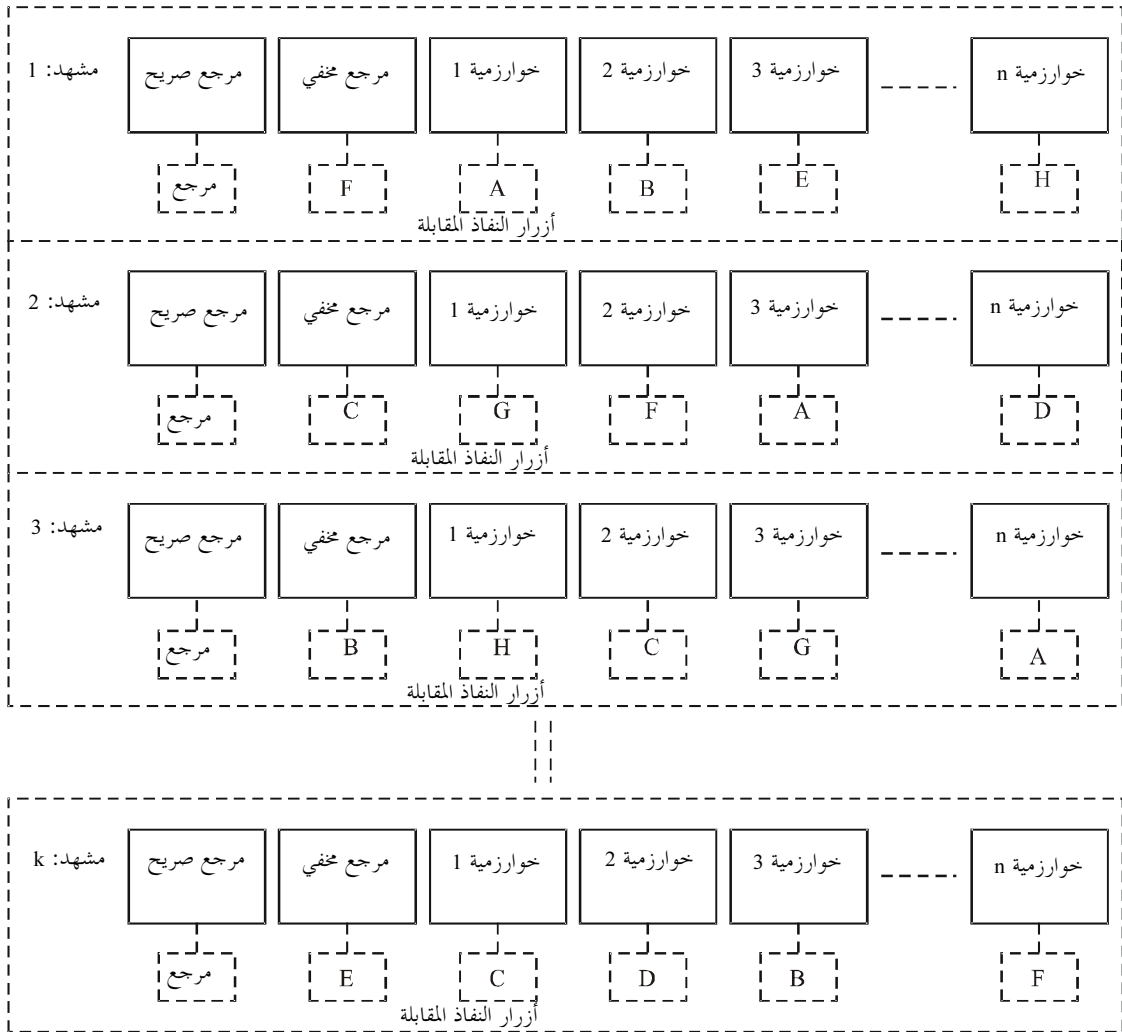 مشهد: 1
مرجع صريح
مرجع مخفي
خوارزمية 1
خوارزمية 2
خوارزمية 3
خوارزمية n
مرجع
F
A
B
E
H
أزرار النفاذ المقابلة
مشهد: 2
مرجع صريح
مرجع مخفي
خوارزمية 1
خوارزمية 2
خوارزمية 3
خوارزمية n
مرجع
C
G
F
A
D
أزرار النفاذ المقابلة
مشهد: 3
مرجع صريح
مرجع مخفي
خوارزمية 1
خوارزمية 2
خوارزمية 3
خوارزمية n
مرجع
B
H
C
G
A
أزرار النفاذ المقابلة
مشهد: k
مرجع صريح
مرجع مخفي
خوارزمية 1
خوارزمية 2
خوارزمية 3
خوارزمية n
مرجع
E
C
D
B
F
أزرار النفاذ المقابلة